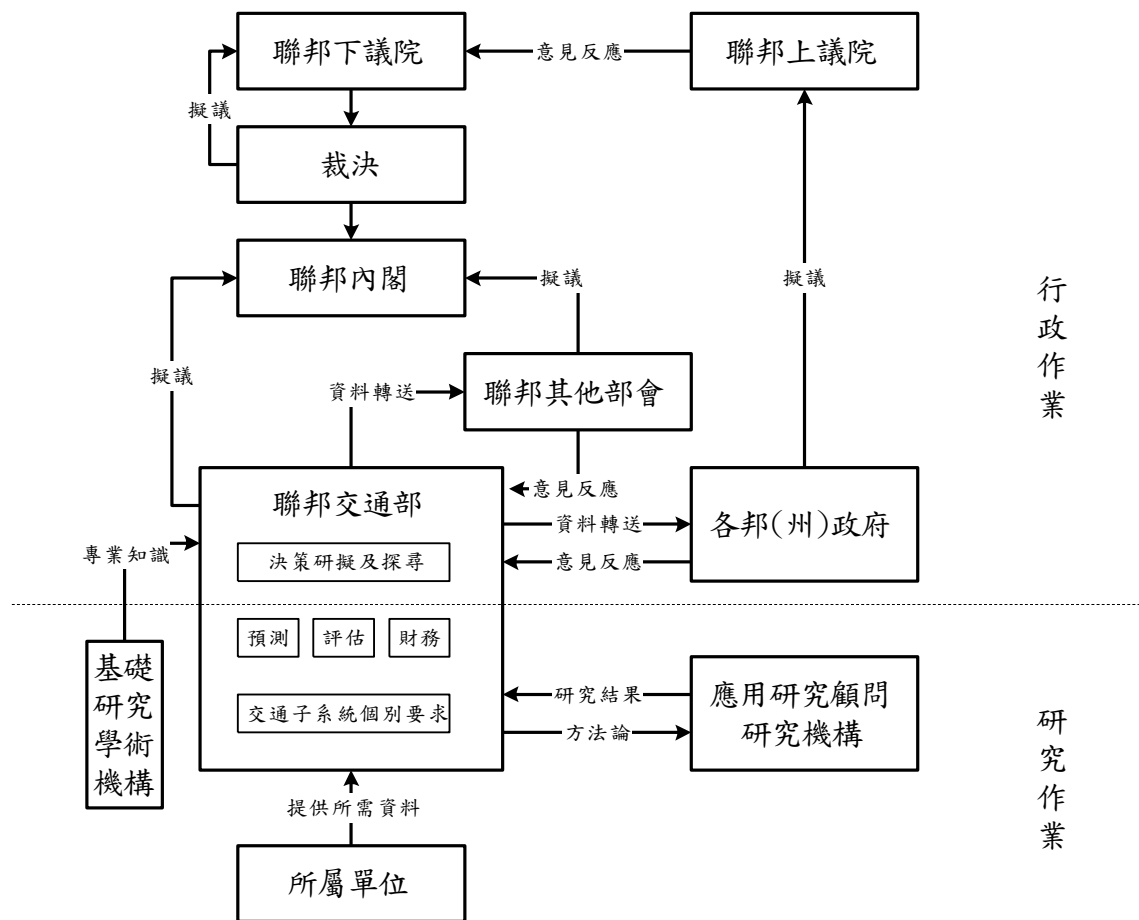 聯邦下議院
意見反應
聯邦上議院
擬議
裁決
聯邦內閣
擬議
擬議
擬議
資料轉送
聯邦其他部會
行政作業
聯邦交通部
意見反應
資料轉送
各邦(州)政府
意見反應
決策研擬及探尋
專業知識
預測
評估
財務
基礎
研究
學術
機構
研究結果
應用研究顧問
研究機構
交通子系統個別要求
方法論
研究作業
提供所需資料
所屬單位